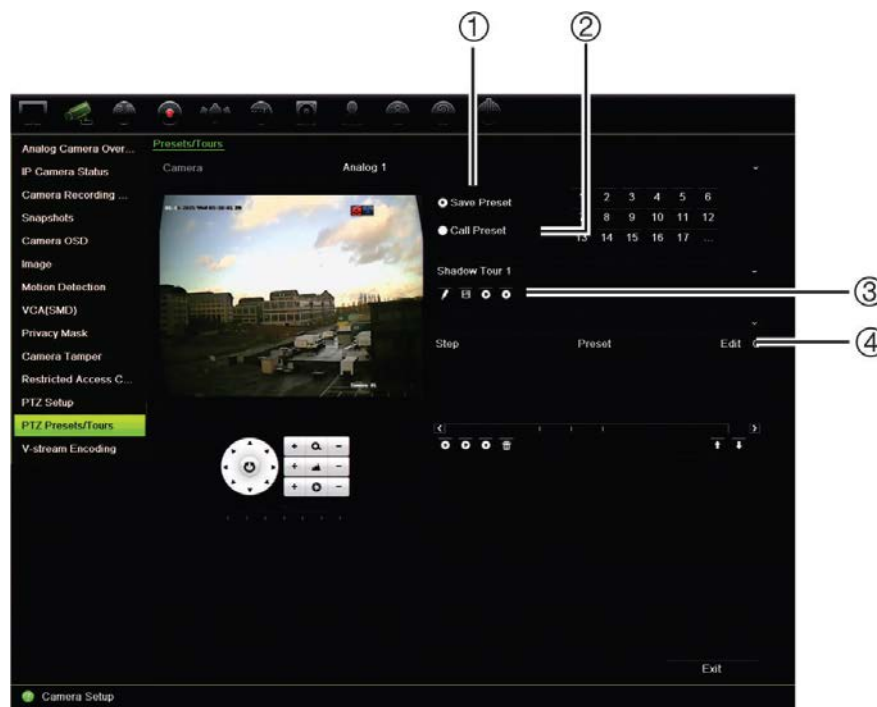 ① ②
Analog Camera Over...
IP Camera Status
Camera Recording ...
Snapshots
Camera OSD
Image
Motion Detection
VCA(SMD)
Privacy Mask
Camera Tamper
Restricted Access C...
PTZ Setup
PTZ Presets/Tours
V-stream Encoding
Presets/Tours
Camera Analog 1
Save Preset
Call Preset
2 3 4 5 6
8 9 10 11 12
13 14 15 16 17 ...
Shadow Tour 1
③
Step Preset Edit
④
Exit
Camera Setup